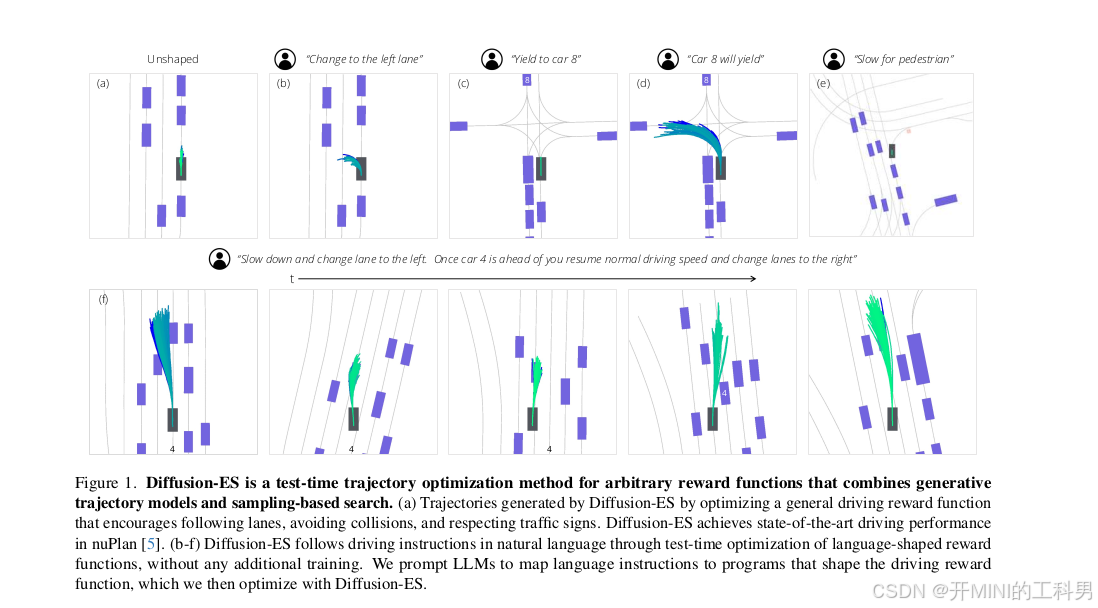 Unshaped
"Change to the left lane"
"Yield to car 8"
"Car 8 will yield"
"Slow for pedestrian"
(a)
(b)
(c)
8
(d)
8
(e)
"Slow down and change lane to the left. Once car 4 is ahead of you resume normal driving speed and change lanes to the right"
t
(f)
4
4
4
4
Figure 1. Diffusion-ES is a test-time trajectory optimization method for arbitrary reward functions that combines generative
trajectory models and sampling-based search. (a) Trajectories generated by Diffusion-ES by optimizing a general driving reward function
that encourages following lanes, avoiding collisions, and respecting traffic signs. Diffusion-ES achieves state-of-the-art driving performance
in nuPlan [5]. (b-f) Diffusion-ES follows driving instructions in natural language through test-time optimization of language-shaped reward
functions, without any additional training. We prompt LLMs to map language instructions to programs that shape the driving reward
function, which we then optimize with Diffusion-ES.
CSDN @开MINI的工科男